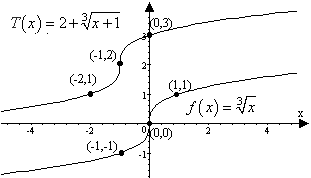 T(x) = 2 + ∛x+1
(0,3)
3
(-1,2)
2
(-2,1)
1
(1,1)
f(x) = ∛x
x
-4 -2 2 4
(0,0)
(-1,-1)
-1